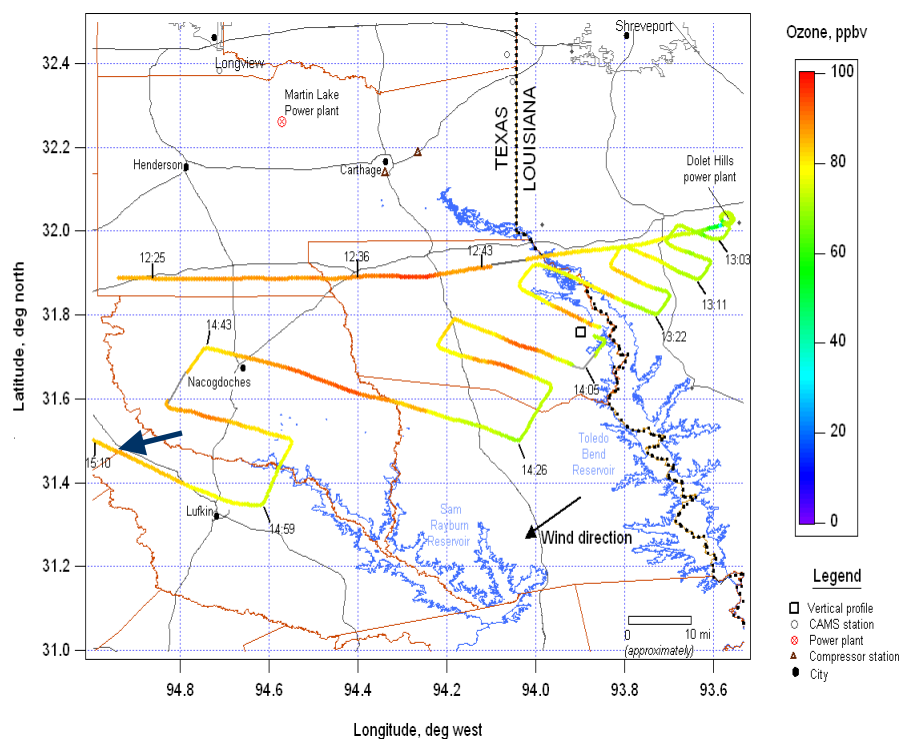 Shreveport
Longview
Martin Lake
Power plant
TEXAS
LOUISIANA
Henderson
Carthage
Dolet Hills
power plant
12:25
12:36
12:43
13:03
13:11
13:22
14:43
Nacogdoches
14:05
14:26
15:10
Toledo
Bend
Reservoir
Lufkin
14:59
Sam
Rayburn
Reservoir
Wind direction
0
10 mi
(approximately)
32.4
32.2
32.0
31.8
31.6
31.4
31.2
31.0
Latitude, deg north
94.8
94.6
94.4
94.2
94.0
93.8
93.6
Longitude, deg west
Ozone, ppbv
100
80
60
40
20
0
Legend
Vertical profile
CAMS station
Power plant
Compressor station
City